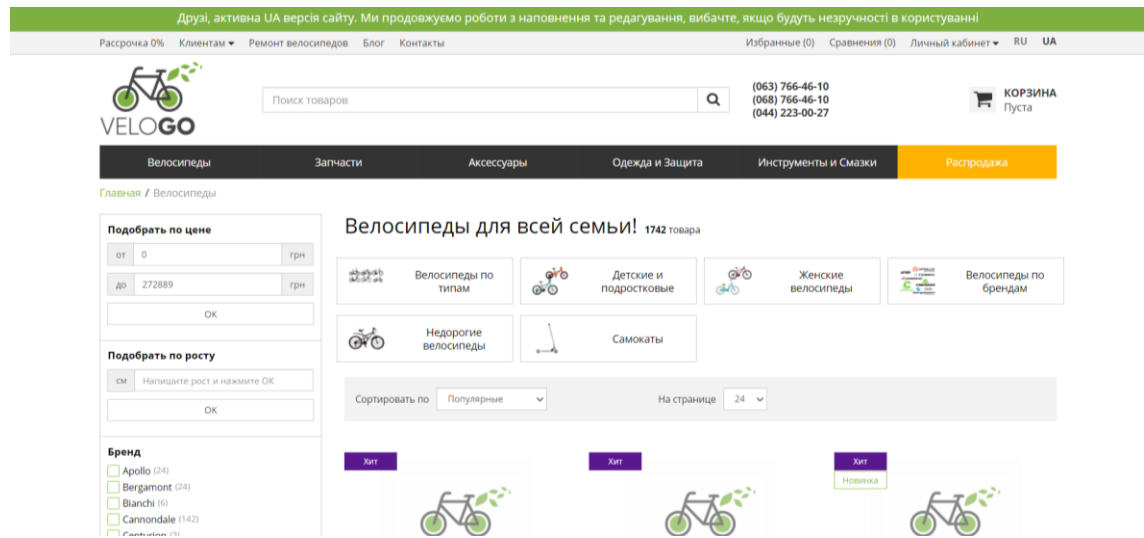 Друзі, активна UA версія сайту. Ми продовжуємо роботи з наповнення та редагування, вибачте, якщо будуть незручності в користуванні
Рассрочка 0% Клиентам Ремонт велосипедов Блог Контакты Избранные (0) Сравнения (0) Личный кабинет RU UA
VELOGO
Поиск товаров
(063) 766-46-10
(068) 766-46-10
(044) 223-00-27
КОРЗИНА
Пуста
Велосипеды Запчасти Аксессуары Одежда и Защита Инструменты и Смазки Распродажа
Главная / Велосипеды
Подобрать по цене
от 0 грн
до 272889 грн
OK
Подобрать по росту
см Напишите рост и нажмите ОК
OK
Бренд
Apollo (24)
Bergamont (24)
Bianchi (6)
Cannondale (142)
Centurion (3)
Велосипеды для всей семьи! 1742 товара
Велосипеды по
типам
Детские и
подростковые
Женские
велосипеды
Велосипеды по
брендам
Недорогие
велосипеды
Самокаты
Сортировать по Популярные На странице 24
Хит
Хит
Хит
Новинка